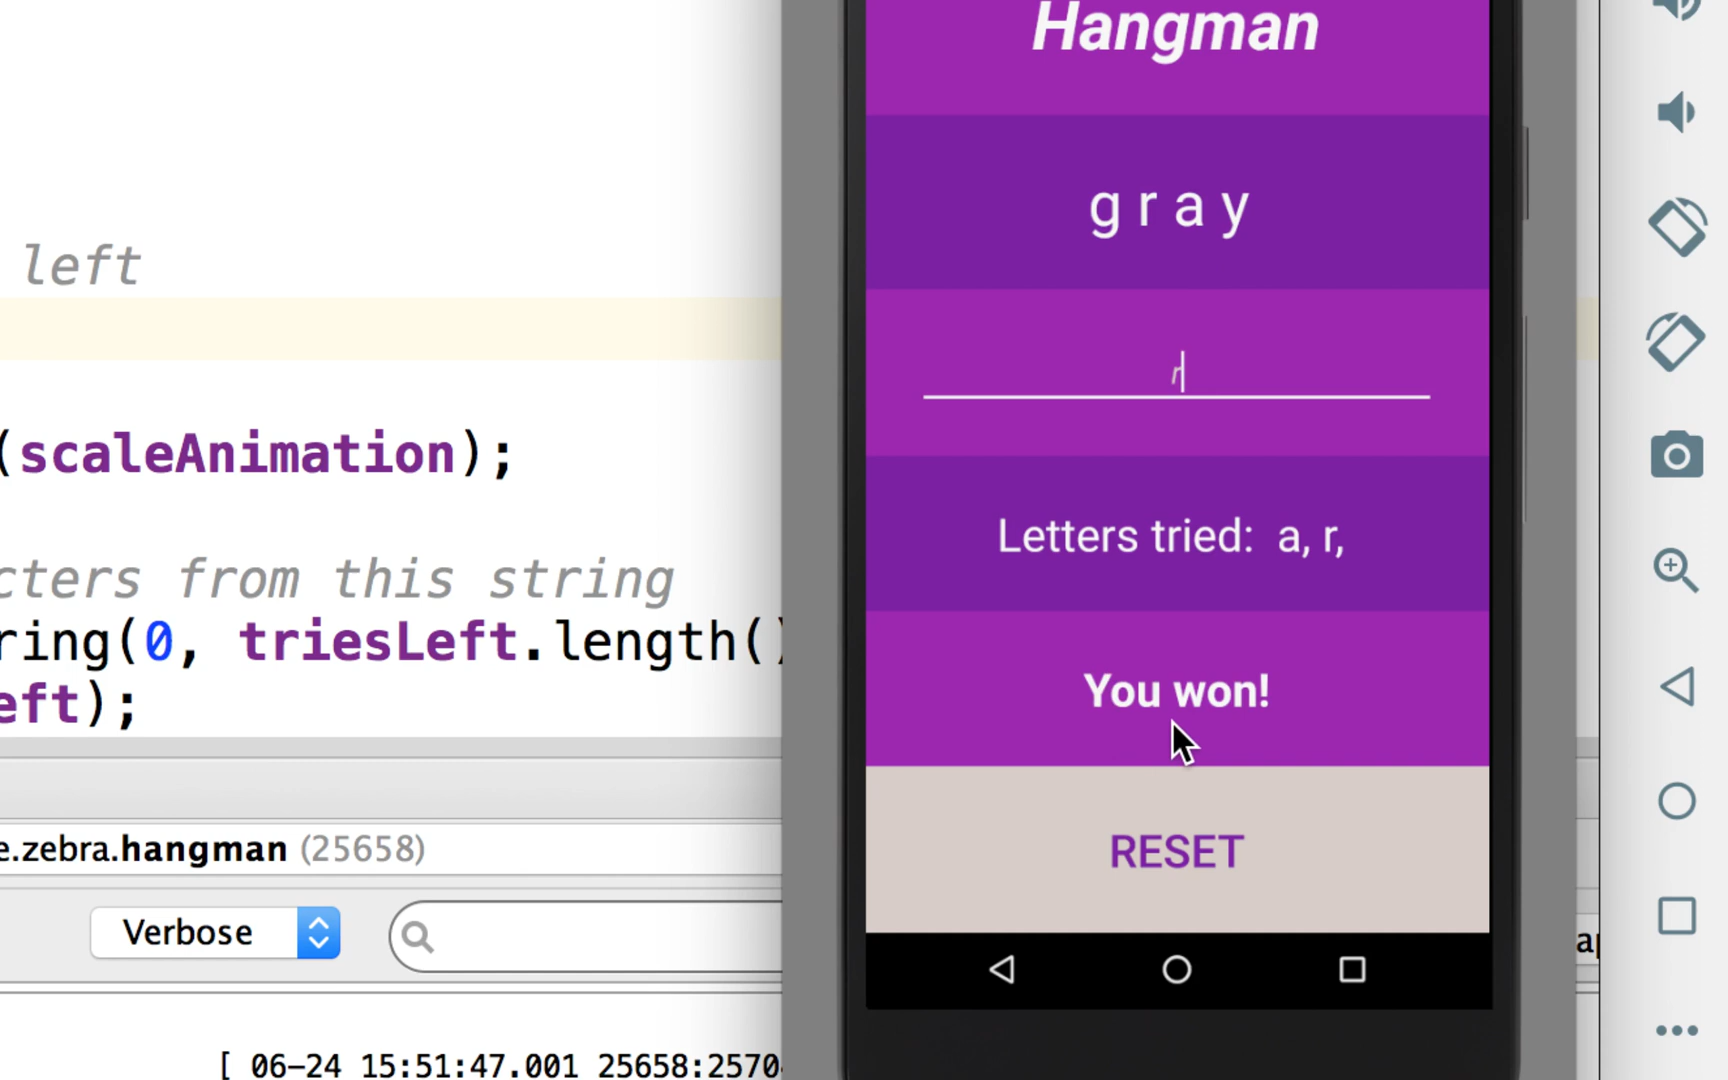 Hangman
g r a y
left
r
(scaleAnimation);
Letters tried:  a, r,
cters from this string
ring(0, triesLeft.length()
You won!
eft);
e.zebra.hangman (25658)
RESET
Verbose
[ 06-24 15:51:47.001 25658:2570